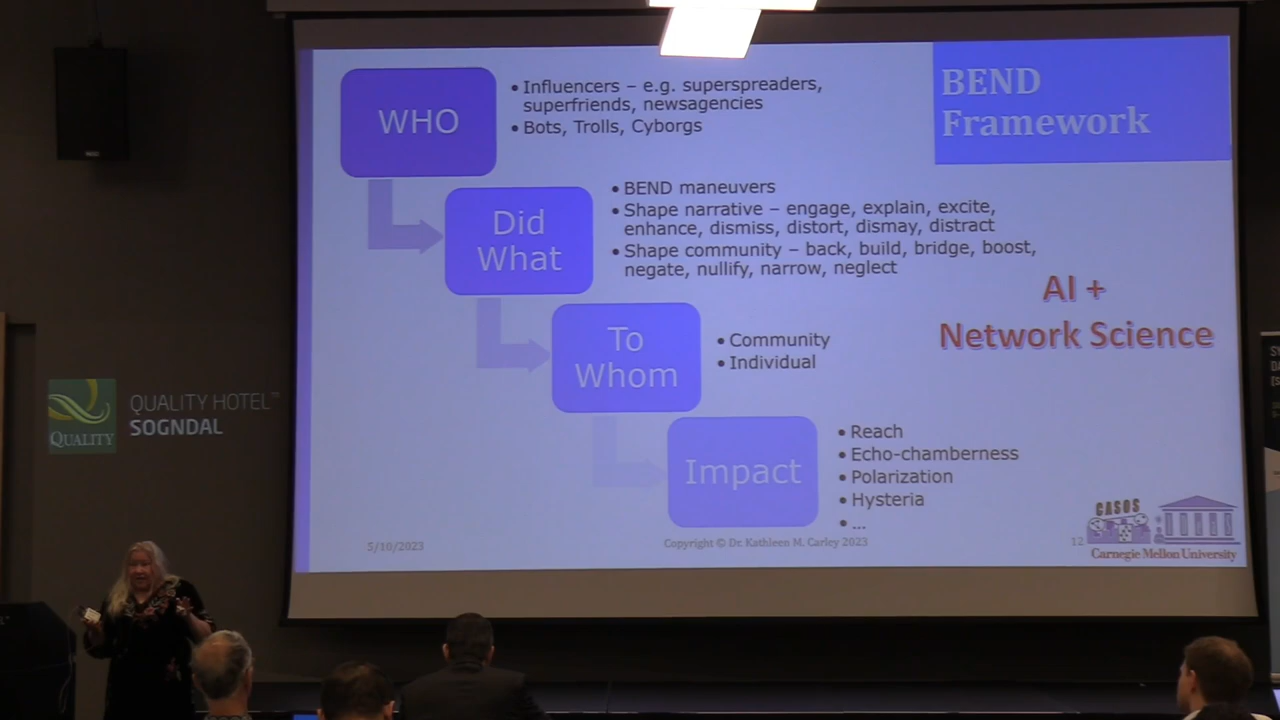 BEND
Framework
WHO
• Influencers – e.g. superspreaders,
superfriends, newsagencies
• Bots, Trolls, Cyborgs
Did
What
• BEND maneuvers
• Shape narrative – engage, explain, excite,
enhance, dismiss, distort, dismay, distract
• Shape community – back, build, bridge, boost,
negate, nullify, narrow, neglect
AI +
Network Science
To
Whom
• Community
• Individual
Impact
• Reach
• Echo-chamberness
• Polarization
• Hysteria
• ...
5/10/2023
Copyright © Dr. Kathleen M. Carley 2023
12
CASOS
Carnegie Mellon University
QUALITY
QUALITY HOTEL™
SOGNDAL